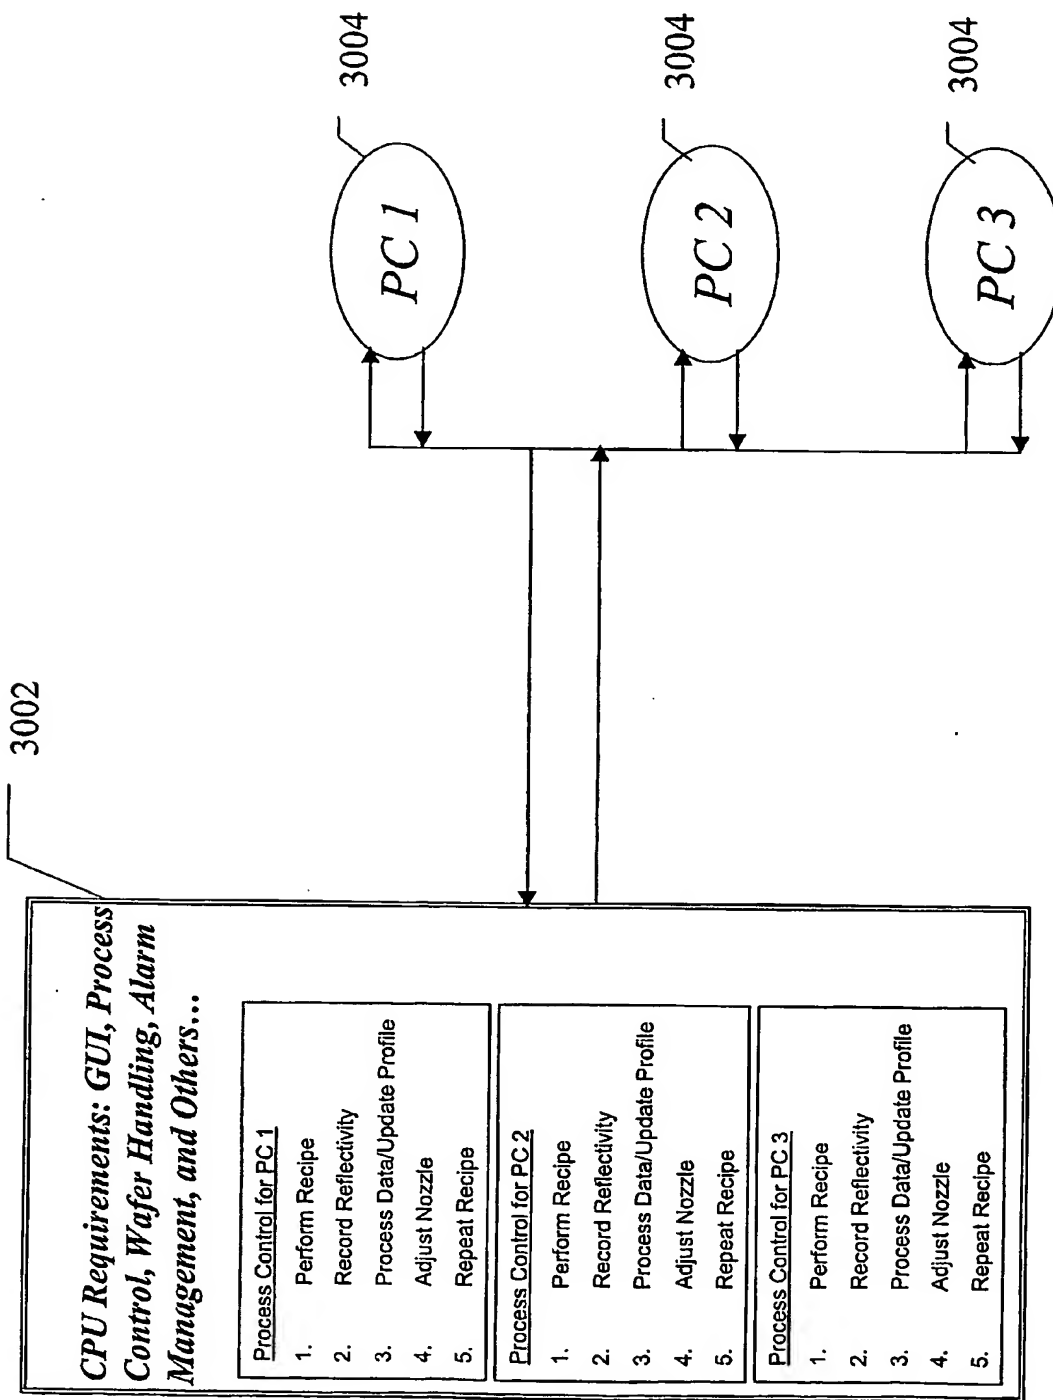 3002
CPU Requirements: GUI, Process
Control, Wafer Handling, Alarm
Management, and Others...
Process Control for PC 1
1. Perform Recipe
2. Record Reflectivity
3. Process Data/Update Profile
4. Adjust Nozzle
5. Repeat Recipe
Process Control for PC 2
1. Perform Recipe
2. Record Reflectivity
3. Process Data/Update Profile
4. Adjust Nozzle
5. Repeat Recipe
Process Control for PC 3
1. Perform Recipe
2. Record Reflectivity
3. Process Data/Update Profile
4. Adjust Nozzle
5. Repeat Recipe
PC 1
3004
PC 2
3004
PC 3
3004